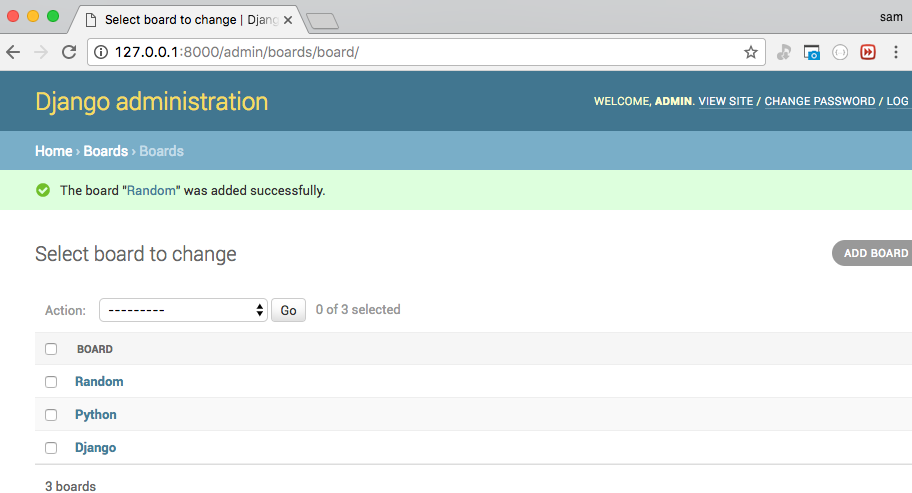 Select board to change | Djang
sam
127.0.0.1:8000/admin/boards/board/
Django administration
WELCOME, ADMIN. VIEW SITE / CHANGE PASSWORD / LOG
Home › Boards › Boards
The board "Random" was added successfully.
Select board to change
ADD BOARD
Action: --------- Go 0 of 3 selected
BOARD
Random
Python
Django
3 boards